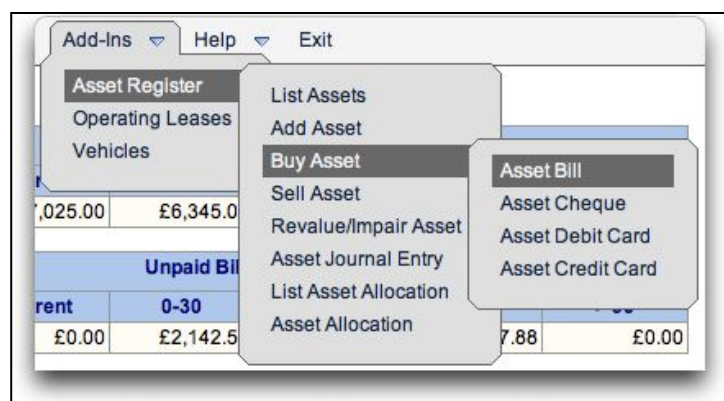 Add-Ins Help Exit
Asset Register
Operating Leases
Vehicles
List Assets
Add Asset
Buy Asset
Sell Asset
Revalue/Impair Asset
Asset Journal Entry
List Asset Allocation
Asset Allocation
Asset Bill
Asset Cheque
Asset Debit Card
Asset Credit Card
,025.00 £6,345.0
Unpaid Bil
rent 0-30
£0.00 £2,142.5 7.88 £0.00